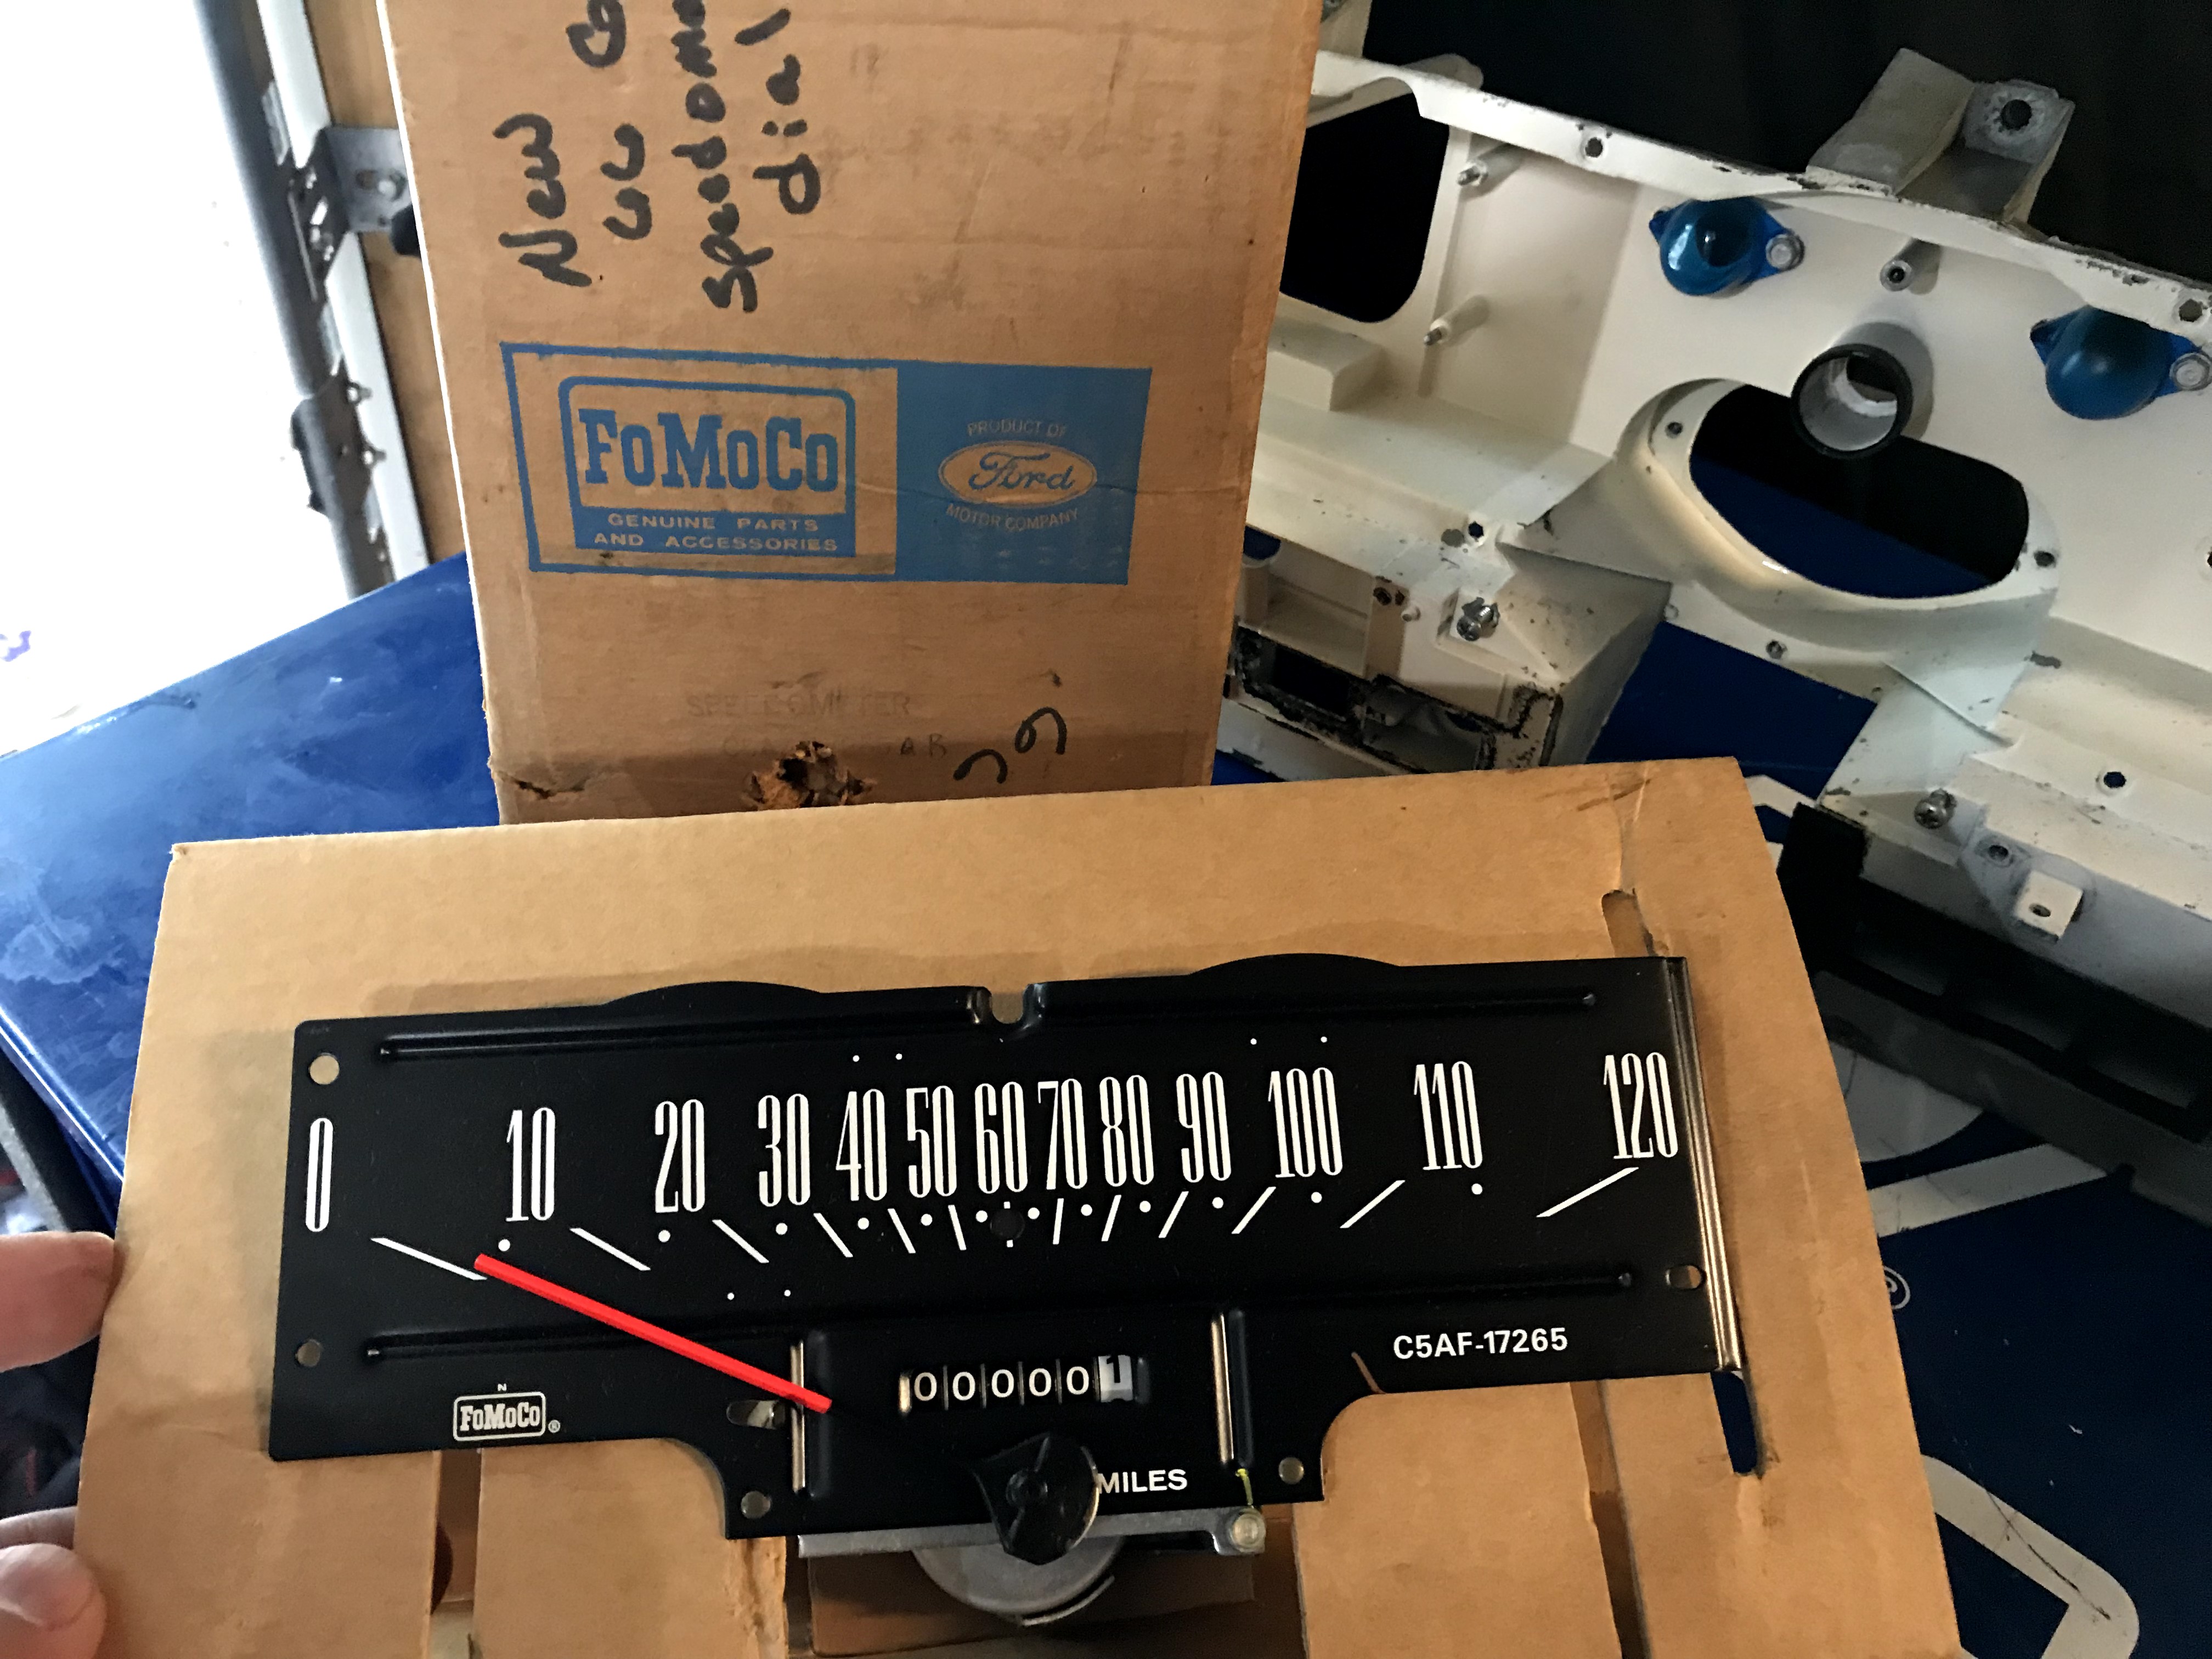 New
speedom
dial
FoMoCo
GENUINE PARTS
AND ACCESSORIES
PRODUCT OF
Ford
MOTOR COMPANY
SPEEDOMETER
0 10 20 30 40 50 60 70 80 90 100 110 120
000001
C5AF-17265
N
FoMoCo®
MILES